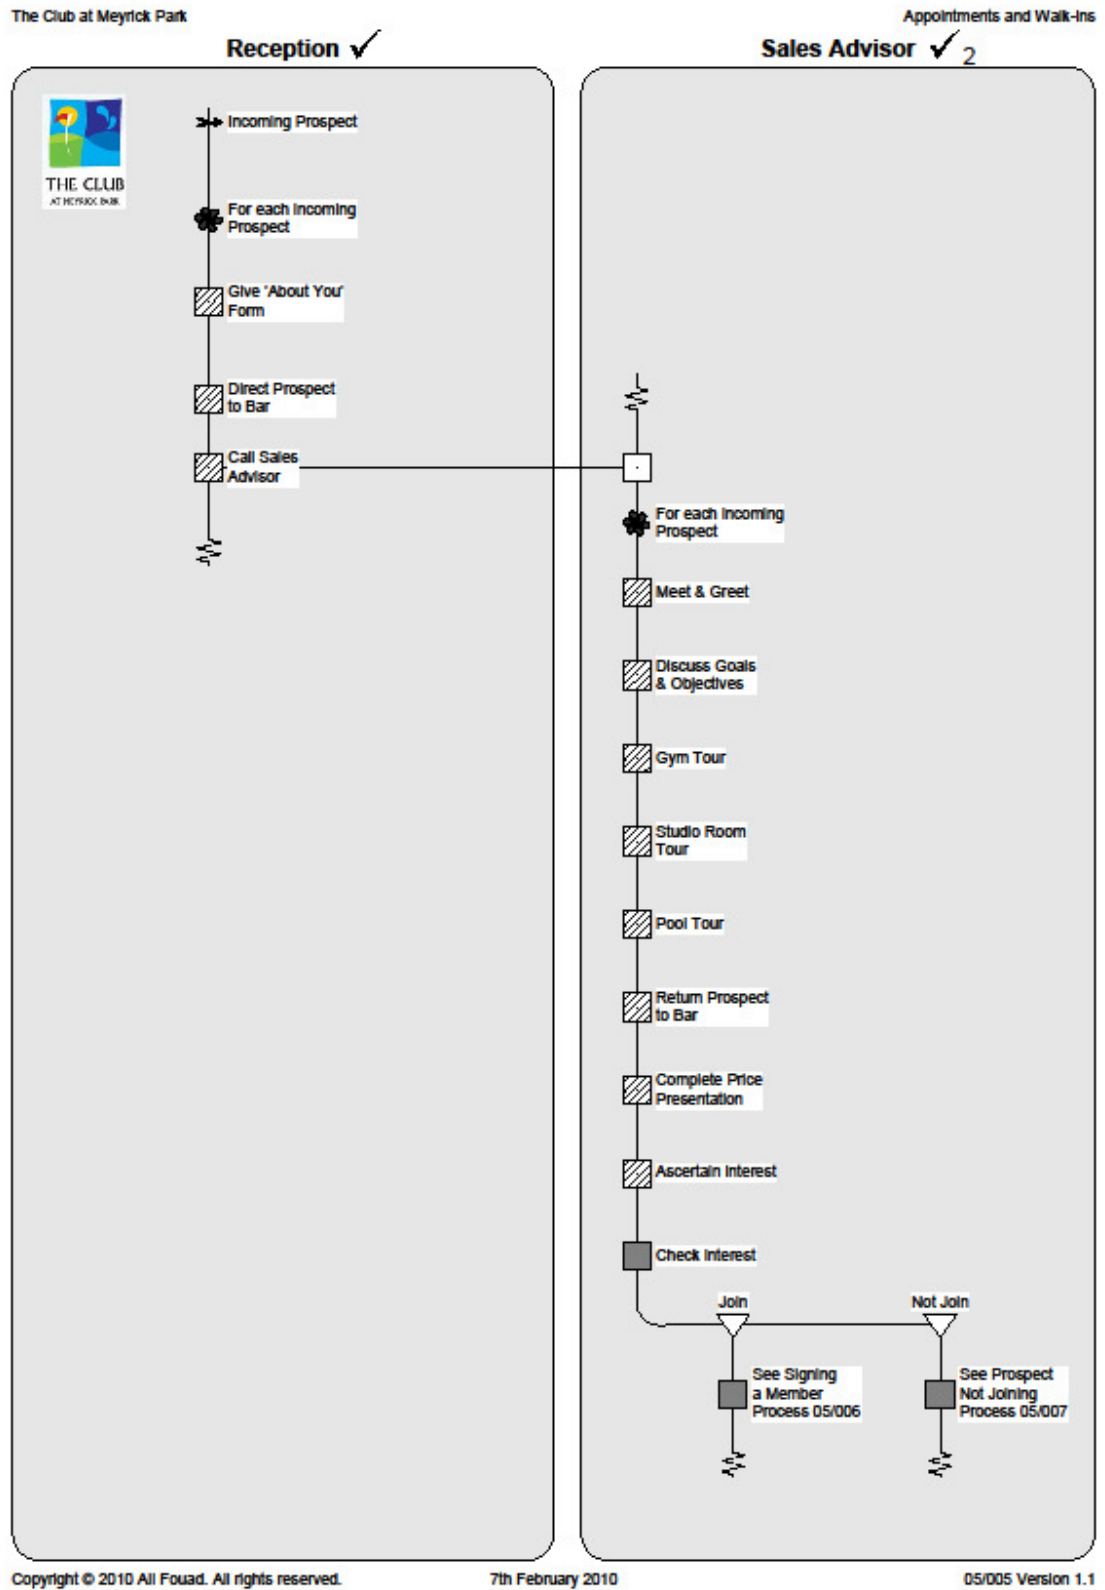 The Club at Meyrick Park
Appointments and Walk-Ins
Reception
Sales Advisor
2
THE CLUB
AT MEYRICK PARK
Incoming Prospect
For each Incoming
Prospect
Give 'About You'
Form
Direct Prospect
to Bar
Call Sales
Advisor
For each Incoming
Prospect
Meet & Greet
Discuss Goals
& Objectives
Gym Tour
Studio Room
Tour
Pool Tour
Return Prospect
to Bar
Complete Price
Presentation
Ascertain Interest
Check Interest
Join
Not Join
See Signing
a Member
Process 05/006
See Prospect
Not Joining
Process 05/007
Copyright © 2010 Ali Fouad. All rights reserved.
7th February 2010
05/005 Version 1.1